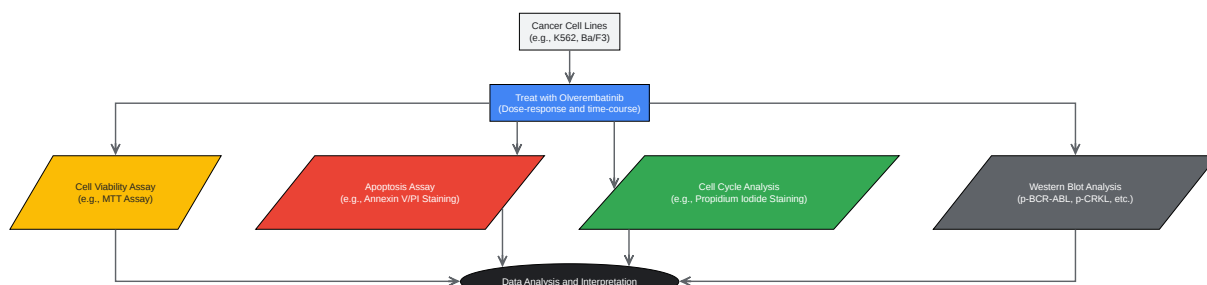 Cancer Cell Lines
(e.g., K562, Ba/F3)
Treat with Olverembatinib
(Dose-response and time-course)
Cell Viability Assay
(e.g., MTT Assay)
Apoptosis Assay
(e.g., Annexin V/PI Staining)
Cell Cycle Analysis
(e.g., Propidium Iodide Staining)
Western Blot Analysis
(p-BCR-ABL, p-CRKL, etc.)
Data Analysis and Interpretation